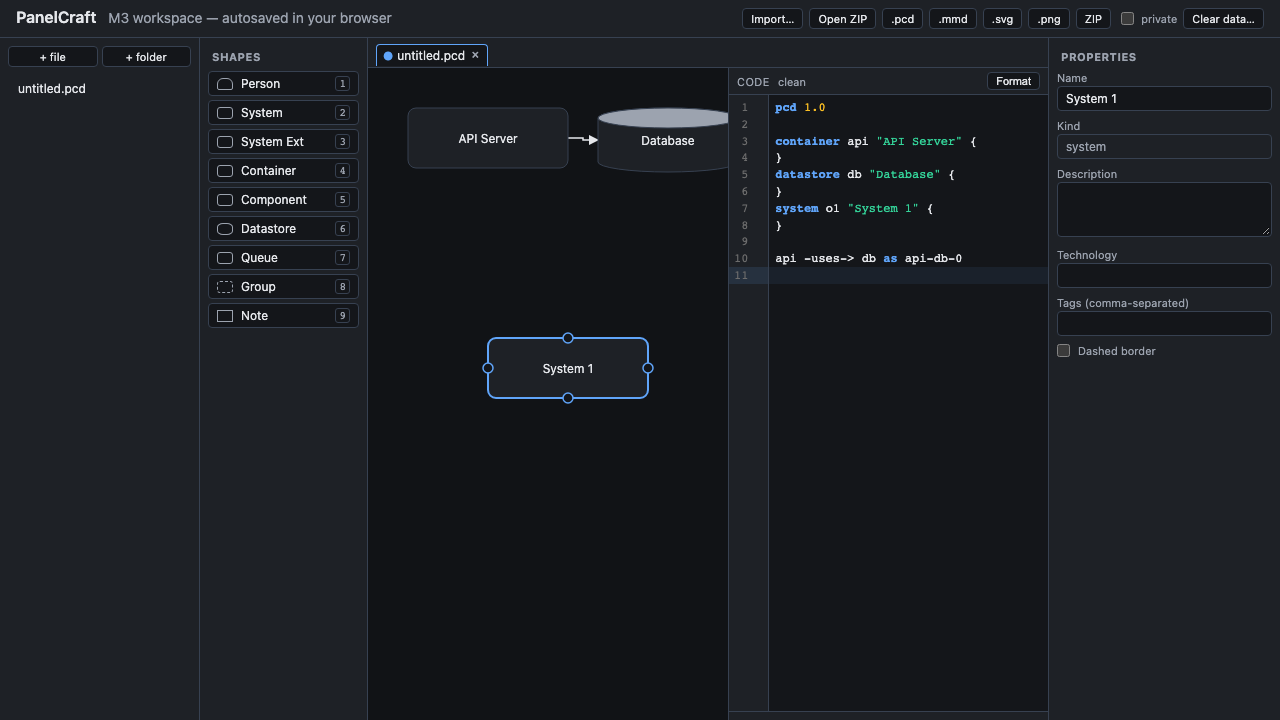 PanelCraft M3 workspace — autosaved in your browser
Import... Open ZIP .pcd .mmd .svg .png ZIP private Clear data...
+ file + folder
untitled.pcd
SHAPES
Person 1
System 2
System Ext 3
Container 4
Component 5
Datastore 6
Queue 7
Group 8
Note 9
untitled.pcd ×
API Server
Database
System 1
CODE clean Format
1 pcd 1.0
2
3 container api "API Server" {
4 }
5 datastore db "Database" {
6 }
7 system o1 "System 1" {
8 }
9
10 api -uses-> db as api-db-0
11
PROPERTIES
Name
System 1
Kind
system
Description
Technology
Tags (comma-separated)
Dashed border